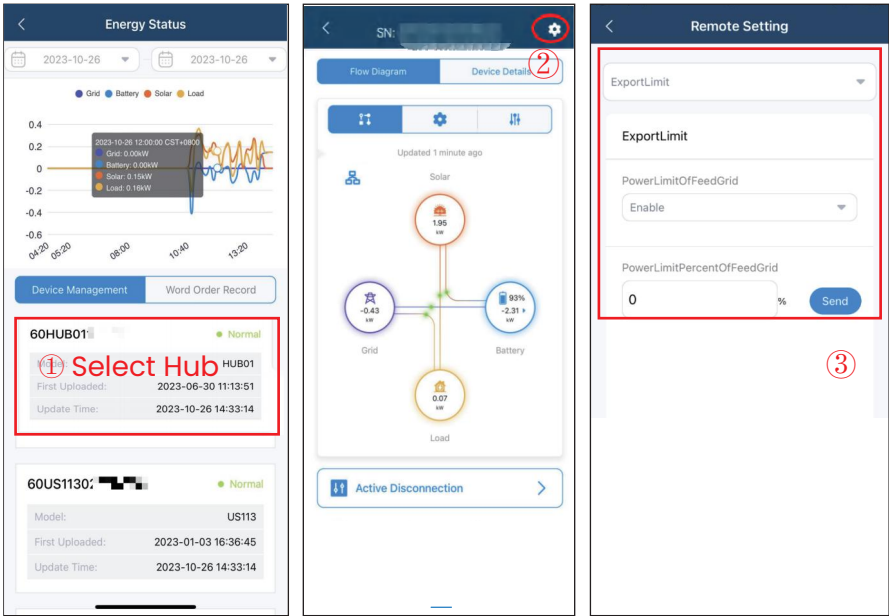 Energy Status
2023-10-26
2023-10-26
Grid Battery Solar Load
0.4
0.2
0
-0.2
-0.4
-0.6
2023-10-26 12:00:00 CST+0800
Grid: 0.00kW
Battery: 0.00kW
Solar: 0.15kW
Load: 0.16kW
04:20 05:20 08:00 10:40 13:20
Device Management
Word Order Record
60HUB01
Normal
① Select Hub
Model: HUB01
First Uploaded: 2023-06-30 11:13:51
Update Time: 2023-10-26 14:33:14
60US11302
Normal
Model: US113
First Uploaded: 2023-01-03 16:36:45
Update Time: 2023-10-26 14:33:14
SN:
②
Flow Diagram
Device Details
Updated 1 minute ago
Solar
1.95
kW
-0.43
kW
Grid
93%
-2.31
kW
Battery
0.07
kW
Load
Active Disconnection
Remote Setting
ExportLimit
ExportLimit
PowerLimitOfFeedGrid
Enable
PowerLimitPercentOfFeedGrid
0 %
Send
③